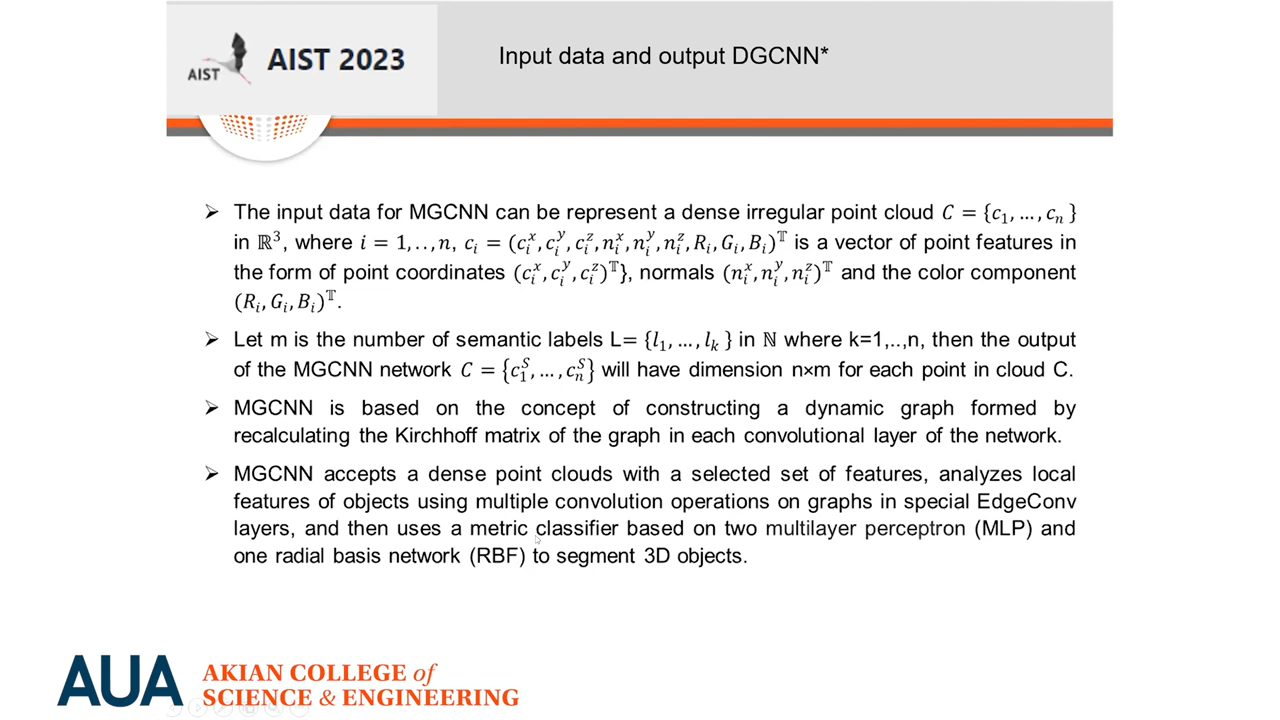 AIST
AIST 2023
Input data and output DGCNN*
➢ The input data for MGCNN can be represent a dense irregular point cloud C = {c₁, …, cₙ }
in ℝ³, where i = 1,..,n, cᵢ = (cᵢˣ, cᵢʸ, cᵢᶻ, nᵢˣ, nᵢʸ, nᵢᶻ, Rᵢ, Gᵢ, Bᵢ)^𝕋 is a vector of point features in
the form of point coordinates (cᵢˣ, cᵢʸ, cᵢᶻ)^𝕋}, normals (nᵢˣ, nᵢʸ, nᵢᶻ)^𝕋 and the color component
(Rᵢ, Gᵢ, Bᵢ)^𝕋.
➢ Let m is the number of semantic labels L= {l₁, …, lₖ } in ℕ where k=1,..,n, then the output
of the MGCNN network C = {c₁ˢ, …, cₙˢ} will have dimension n×m for each point in cloud C.
➢ MGCNN is based on the concept of constructing a dynamic graph formed by
recalculating the Kirchhoff matrix of the graph in each convolutional layer of the network.
➢ MGCNN accepts a dense point clouds with a selected set of features, analyzes local
features of objects using multiple convolution operations on graphs in special EdgeConv
layers, and then uses a metric classifier based on two multilayer perceptron (MLP) and
one radial basis network (RBF) to segment 3D objects.
AUA
AKIAN COLLEGE of
SCIENCE & ENGINEERING